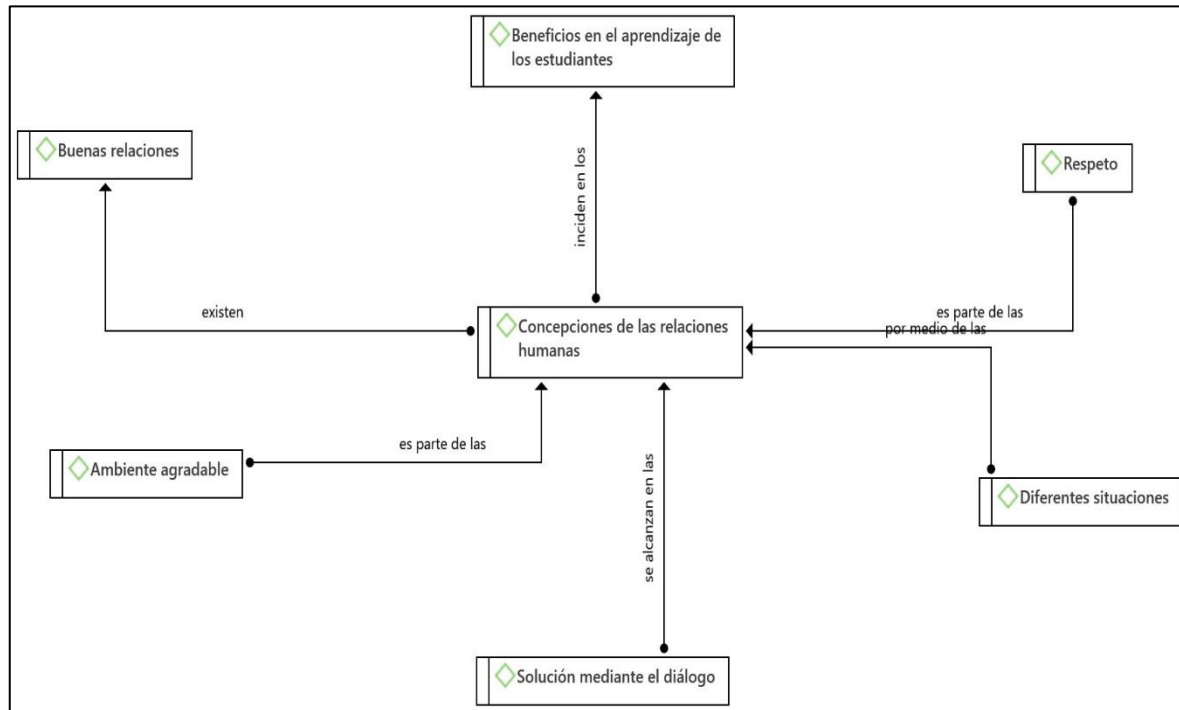 Beneficios en el aprendizaje de
los estudiantes
Buenas relaciones
Respeto
inciden en los
existen
es parte de las
por medio de las
Concepciones de las relaciones
humanas
es parte de las
Ambiente agradable
se alcanzan en las
Diferentes situaciones
Solución mediante el diálogo